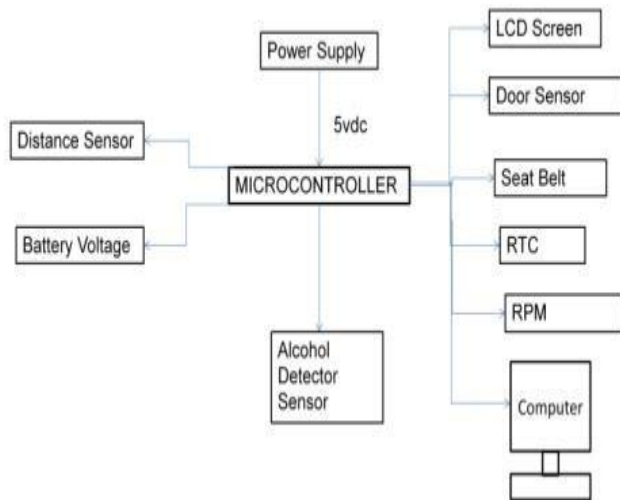 LCD Screen
Power Supply
Door Sensor
5vdc
Distance Sensor
MICROCONTROLLER
Seat Belt
Battery Voltage
RTC
RPM
Alcohol
Detector
Sensor
Computer